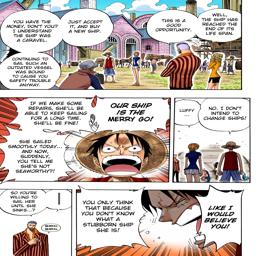 YOU HAVE THE
MONEY, DON'T YOU?
I UNDERSTAND
THE SHIP WAS
A CARAVEL.
JUST ACCEPT
IT, AND BUY
A NEW SHIP.
THIS IS A
GOOD
OPPORTUNITY.
WELL,
THE SHIP HAS
REACHED THE
END OF ITS
LIFE SPAN.
CONTINUING TO
SAIL SUCH AN
OUTDATED VESSEL
WAS BOUND
TO CAUSE YOU
SAFETY TROUBLE
ANYWAY.
IF WE MAKE
SOME REPAIRS,
SHE'LL BE ABLE
TO KEEP SAILING
FOR A LONG TIME.
SHE'LL BE FINE!
SHE SAILED
SMOOTHLY TODAY...
AND NOW,
SUDDENLY,
YOU TELL ME
SHE'S NOT
SEAWORTHY?!
OUR SHIP
IS THE
MERRY GO!
LUFFY
NO. I DON'T
INTEND TO
CHANGE SHIPS!
SO YOU'RE
WILLING TO
SAIL HER
UNTIL SHE
SINKS...?
YOU ONLY THINK
THAT BECAUSE
YOU DON'T KNOW
WHAT A
STUBBORN SHIP
SHE IS!
LIKE I
WOULD
BELIEVE
YOU!